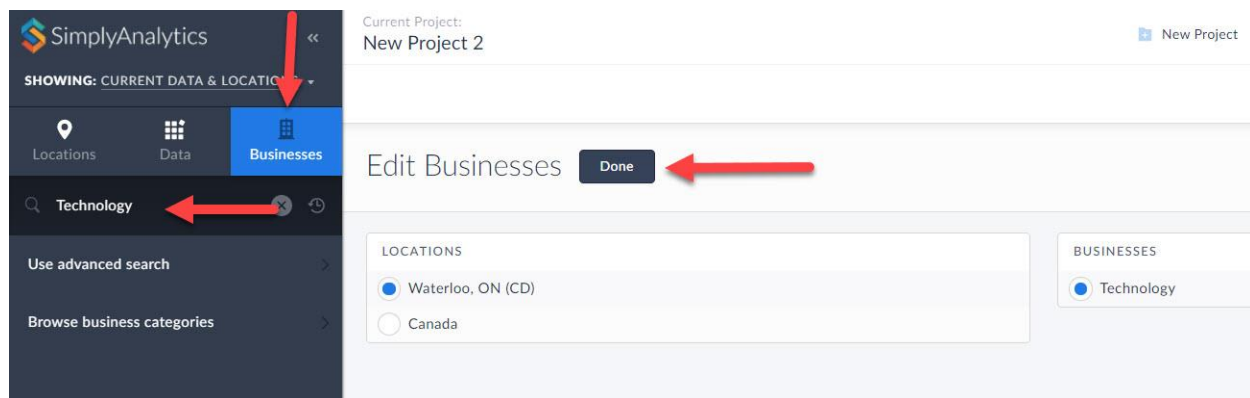 SimplyAnalytics
«
SHOWING: CURRENT DATA & LOCATIONS
Locations
Data
Businesses
Technology
Use advanced search
Browse business categories
Current Project:
New Project 2
New Project
Edit Businesses
Done
LOCATIONS
Waterloo, ON (CD)
Canada
BUSINESSES
Technology